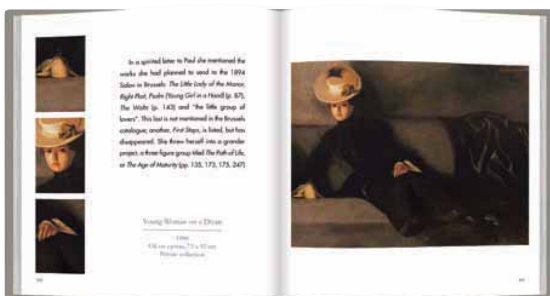 In a spirited letter to Paul she mentioned the
works she had planned to send to the 1894
Salon in Brussels: The Little Lady of the Manor,
Right Plait, Psalm (Young Girl in a Hood) (p. 87),
The Waltz (p. 143) and "the little group of
lovers". This last is not mentioned in the Brussels
catalogue; another, First Steps, is listed, but has
disappeared. She threw herself into a grander
project, a three-figure group titled The Path of Life,
or The Age of Maturity (pp. 135, 173, 175, 247)
Young Woman on a Divan
Oil on canvas,
Private collection